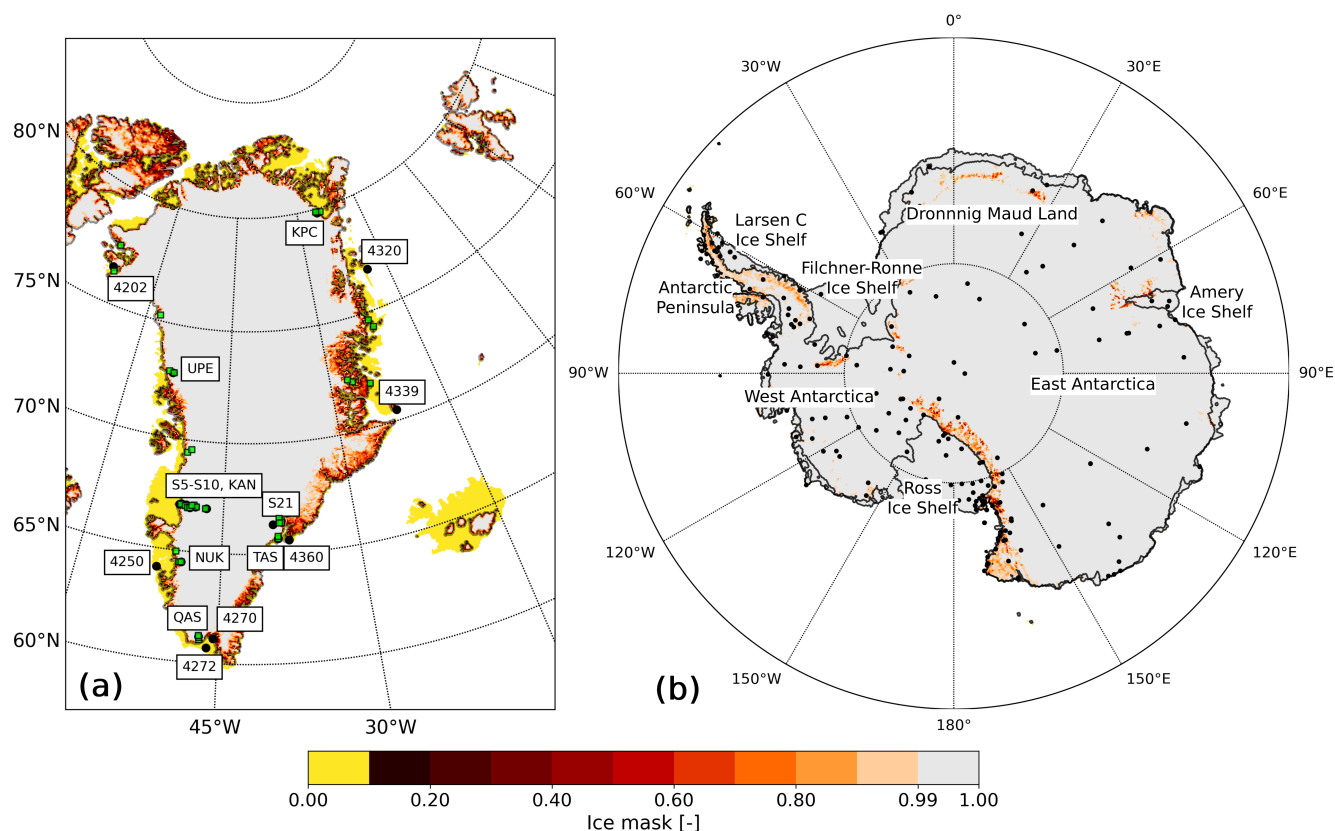 80°N
75°N
70°N
65°N
60°N
45°W
30°W
KPC
4320
4202
UPE
4339
S5-S10, KAN
S21
4250
NUK
TAS
4360
QAS
4270
4272
(a)
0°
30°W
30°E
60°W
60°E
90°W
90°E
120°W
120°E
150°W
150°E
180°
Dronnnig Maud Land
Larsen C
Ice Shelf
Filchner-Ronne
Ice Shelf
Antarctic
Peninsula
Amery
Ice Shelf
West Antarctica
East Antarctica
Ross
Ice Shelf
(b)
0.00
0.20
0.40
0.60
0.80
0.99
1.00
Ice mask [-]